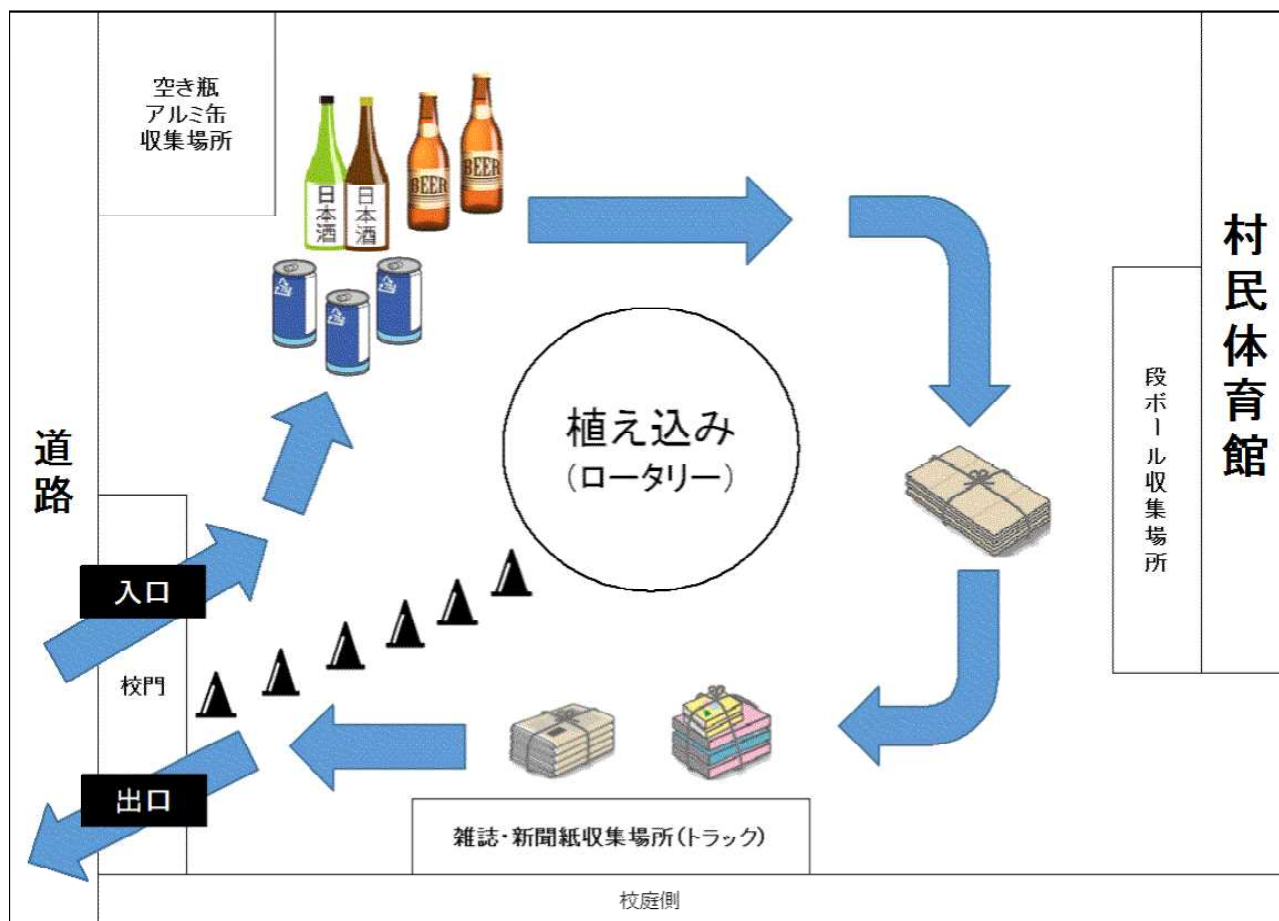 空き瓶
アルミ缶
収集場所
日本酒
日本酒
BEER
BEER
村民体育館
段ボール収集場所
植え込み
(ロータリー)
道路
入口
校門
出口
雑誌・新聞紙収集場所(トラック)
校庭側